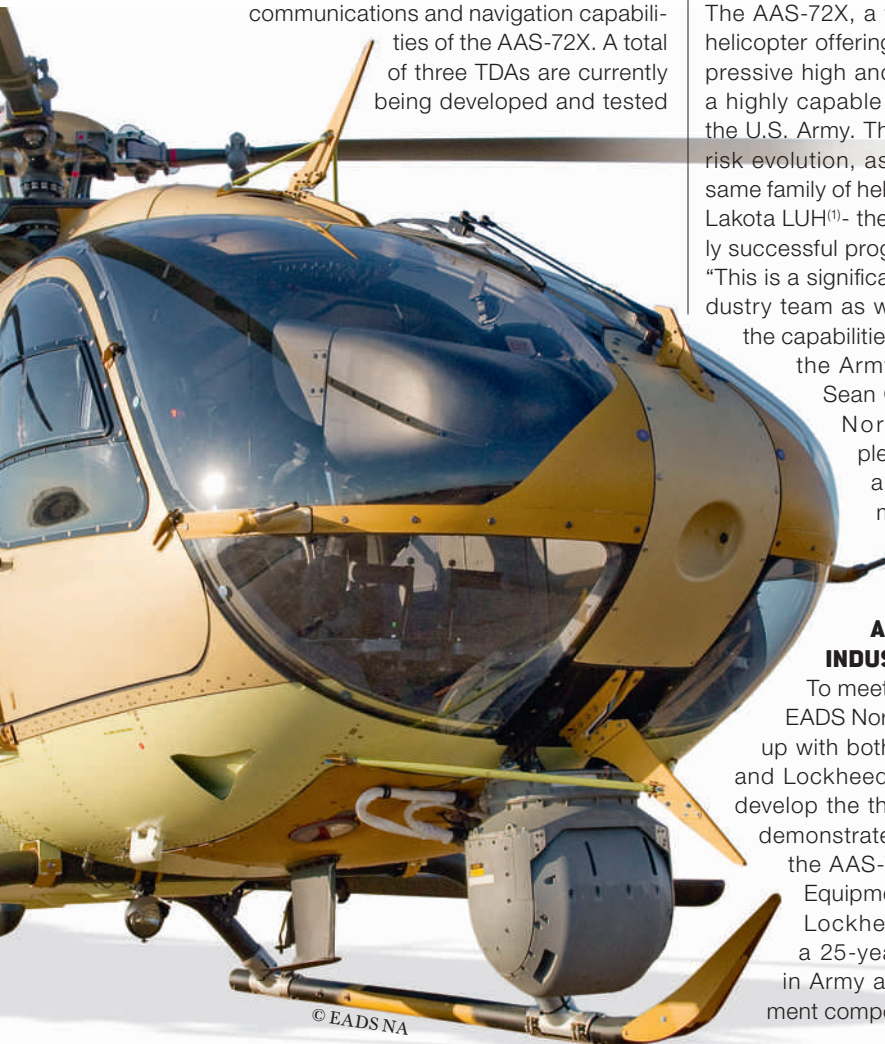 communications and navigation capabili-
ties of the AAS-72X. A total
of three TDAs are currently
being developed and tested
The AAS-72X, a
helicopter offering
pressive high and
a highly capable
the U.S. Army. Th
risk evolution, as
same family of hel
Lakota LUH(1)- the
ly successful prog
“This is a significa
dustry team as w
the capabilities
the Army
Sean
Nor
ple
a
INDUS
To meet
EADS Nor
up with both
and Lockheed
develop the th
demonstrate
the AAS-
Equipme
Lockhe
a 25-yea
in Army a
ment compe
© EADS NA